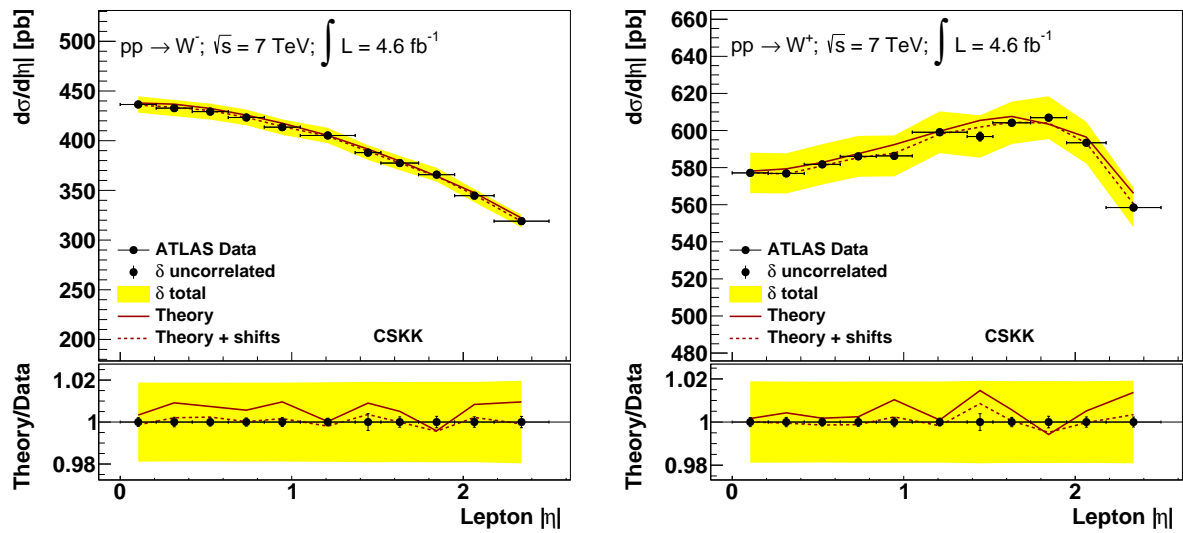 dσ/d|η| [pb]
500
450
400
350
300
250
200
pp → W⁻; √s = 7 TeV; ∫ L = 4.6 fb⁻¹
ATLAS Data
δ uncorrelated
δ total
Theory
Theory + shifts
CSKK
Theory/Data
1.02
1
0.98
0
1
2
Lepton |η|
dσ/d|η| [pb]
660
640
620
600
580
560
540
520
500
480
pp → W⁺; √s = 7 TeV; ∫ L = 4.6 fb⁻¹
ATLAS Data
δ uncorrelated
δ total
Theory
Theory + shifts
CSKK
Theory/Data
1.02
1
0.98
0
1
2
Lepton |η|